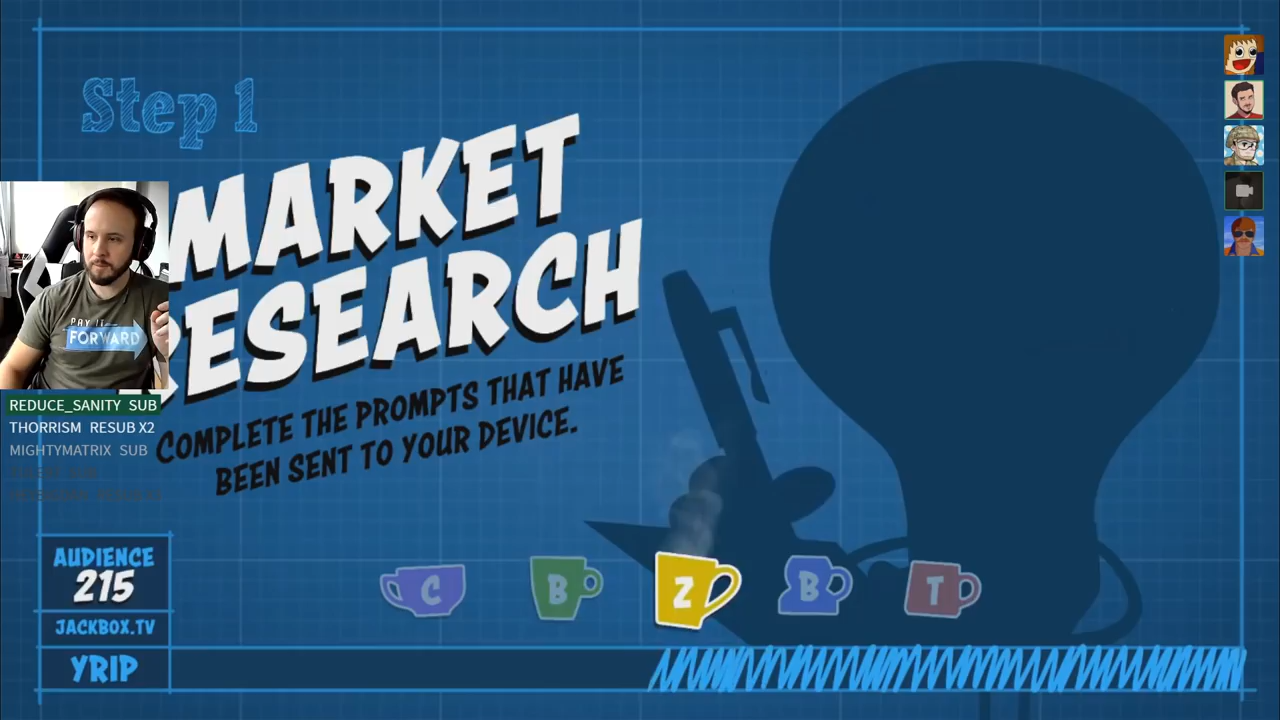 Step 1
MARKET
RESEARCH
COMPLETE THE PROMPTS THAT HAVE
BEEN SENT TO YOUR DEVICE.
PAY IT
FORWARD
REDUCE_SANITY SUB
THORRISM RESUB X2
MIGHTYMATRIX SUB
AUDIENCE
215
JACKBOX.TV
YRIP
C B Z B T